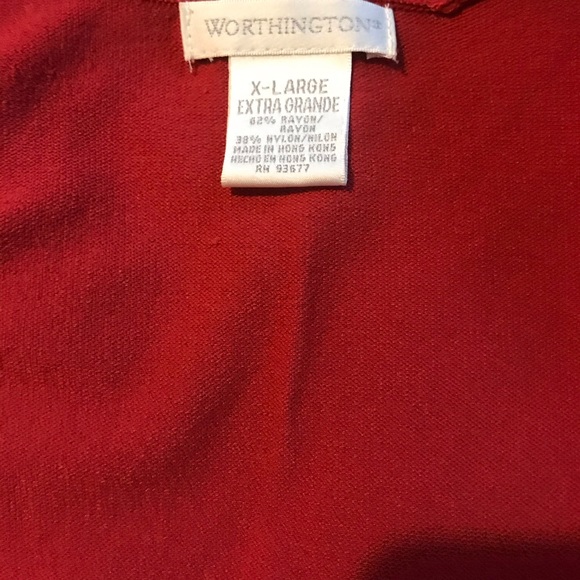 WORTHINGTON®
X-LARGE
EXTRA GRANDE
62% RAYON/
RAYON
38% NYLON/NILON
MADE IN HONG KONG
HECHO EN HONG KONG
RN 93677